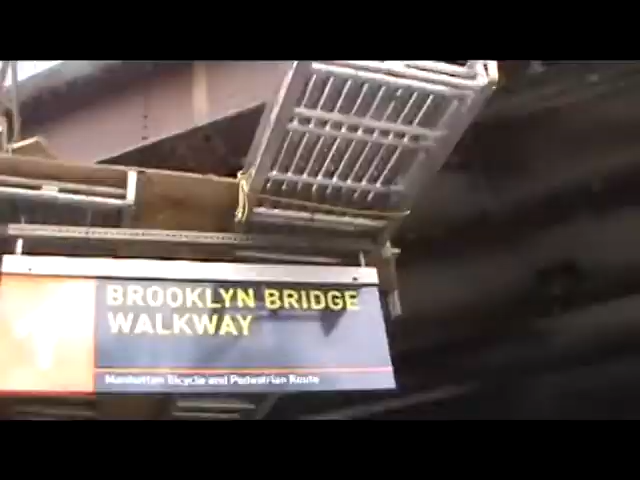 BROOKLYN BRIDGE
WALKWAY
Manhattan Bicycle and Pedestrian Route